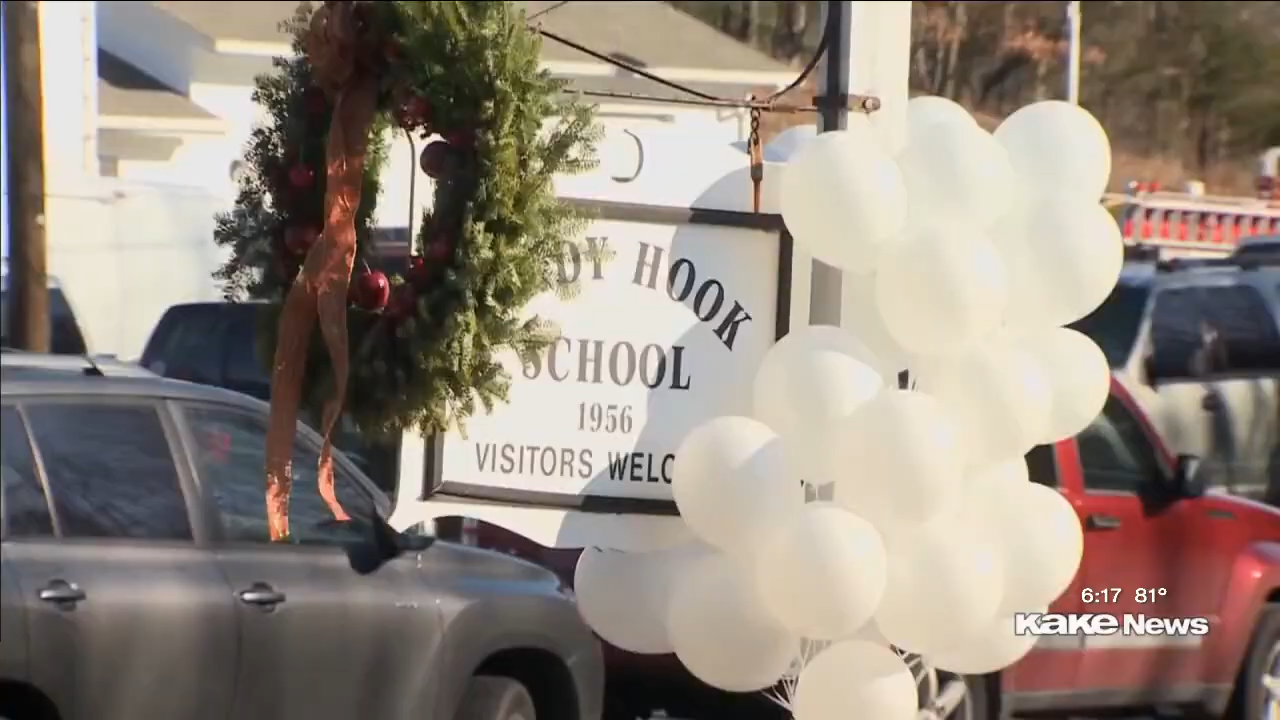 DY HOOK
SCHOOL
1956
VISITORS WELC
6:17 81°
KAKE NEWS